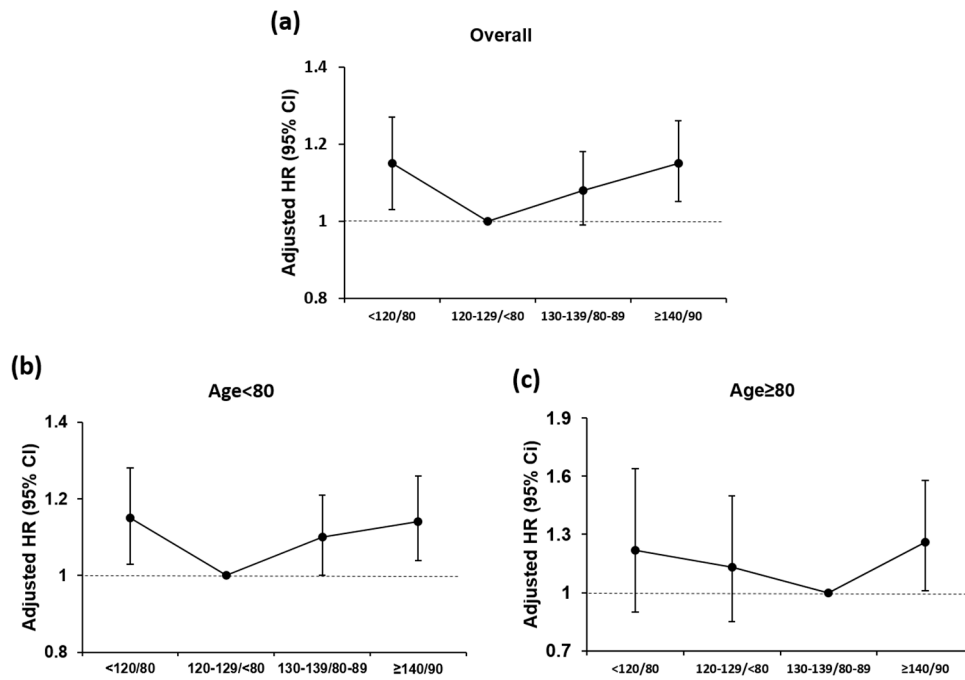 (a)
Overall
Adjusted HR (95% CI)
1.4
1.2
1
0.8
<120/80
120-129/<80
130-139/80-89
≥140/90
(b)
Age<80
Adjusted HR (95% CI)
1.4
1.2
1
0.8
<120/80
120-129/<80
130-139/80-89
≥140/90
(c)
Age≥80
Adjusted HR (95% Ci)
1.9
1.6
1.3
1
0.7
<120/80
120-129/<80
130-139/80-89
≥140/90